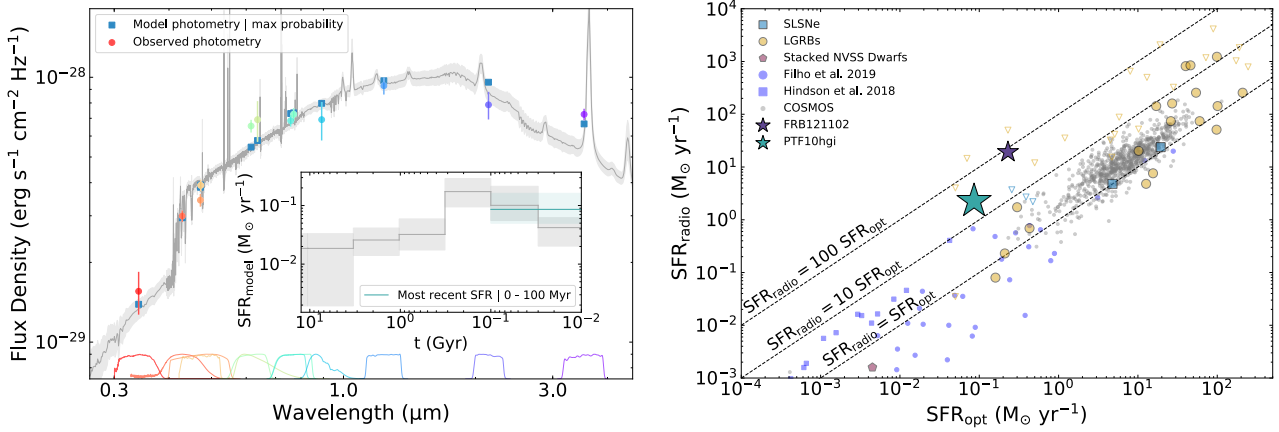 Flux Density (erg s⁻¹ cm⁻² Hz⁻¹)
10⁻²⁸
10⁻²⁹
Model photometry | max probability
Observed photometry
SFR_model (M⊙ yr⁻¹)
10⁻¹
10⁻²
Most recent SFR | 0 - 100 Myr
10¹ 10⁰ 10⁻¹ 10⁻²
t (Gyr)
0.3 1.0 3.0
Wavelength (μm)
SFR_radio (M⊙ yr⁻¹)
10⁴
10³
10²
10¹
10⁰
10⁻¹
10⁻²
10⁻³
SLSNe
LGRBs
Stacked NVSS Dwarfs
Filho et al. 2019
Hindson et al. 2018
COSMOS
FRB121102
PTF10hgi
SFR_radio = 100 SFR_opt
SFR_radio = 10 SFR_opt
SFR_radio = SFR_opt
10⁻⁴ 10⁻³ 10⁻² 10⁻¹ 10⁰ 10¹ 10²
SFR_opt (M⊙ yr⁻¹)